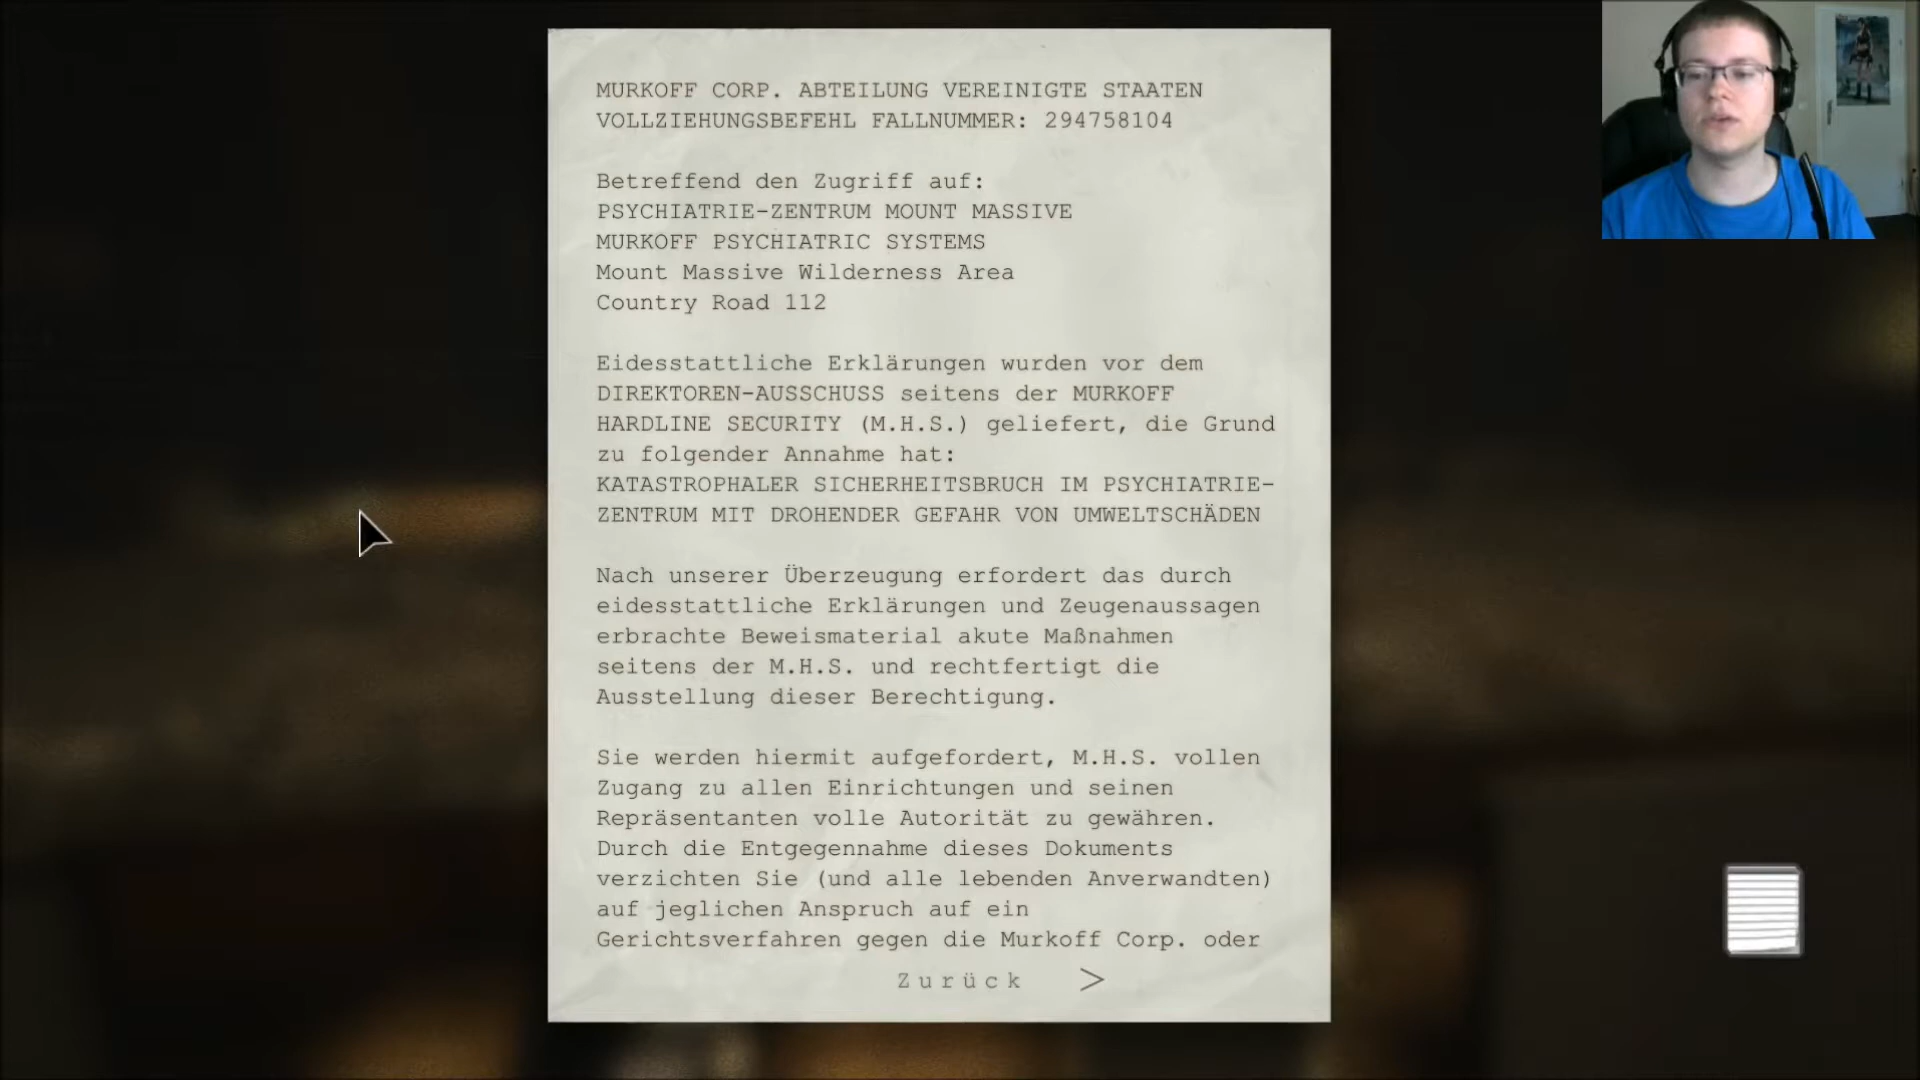 MURKOFF CORP. ABTEILUNG VEREINIGTE STAATEN
VOLLZIEHUNGSBEFEHL FALLNUMMER: 294758104
Betreffend den Zugriff auf:
PSYCHIATRIE-ZENTRUM MOUNT MASSIVE
MURKOFF PSYCHIATRIC SYSTEMS
Mount Massive Wilderness Area
Country Road 112
Eidesstattliche Erklärungen wurden vor dem
DIREKTOREN-AUSSCHUSS seitens der MURKOFF
HARDLINE SECURITY (M.H.S.) geliefert, die Grund
zu folgender Annahme hat:
KATASTROPHALER SICHERHEITSBRUCH IM PSYCHIATRIE-
ZENTRUM MIT DROHENDER GEFAHR VON UMWELTSCHÄDEN
Nach unserer Überzeugung erfordert das durch
eidesstattliche Erklärungen und Zeugenaussagen
erbrachte Beweismaterial akute Maßnahmen
seitens der M.H.S. und rechtfertigt die
Ausstellung dieser Berechtigung.
Sie werden hiermit aufgefordert, M.H.S. vollen
Zugang zu allen Einrichtungen und seinen
Repräsentanten volle Autorität zu gewähren.
Durch die Entgegennahme dieses Dokuments
verzichten Sie (und alle lebenden Anverwandten)
auf jeglichen Anspruch auf ein
Gerichtsverfahren gegen die Murkoff Corp. oder
Zurück >